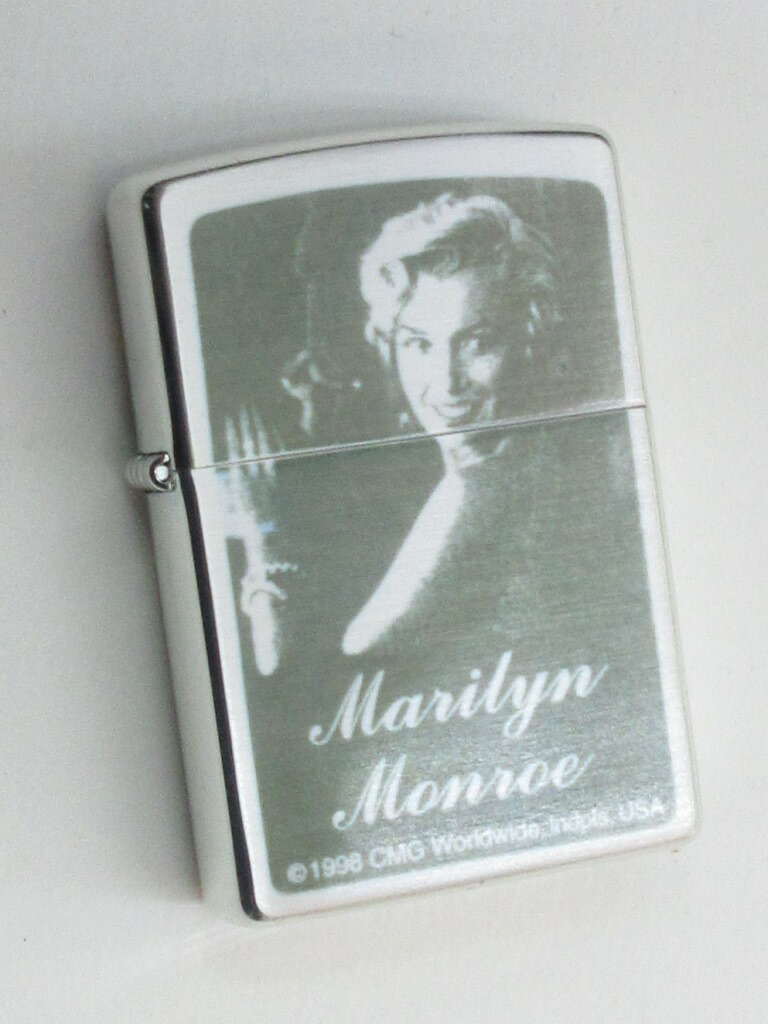 Marilyn
Monroe
©1998 CMG Worldwide, Indpls, USA